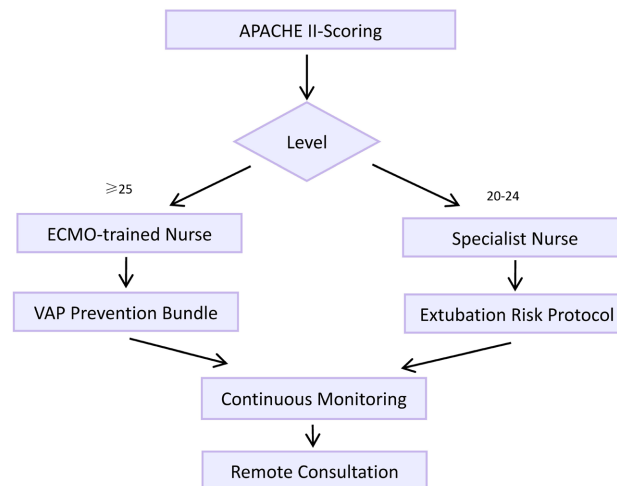 APACHE II-Scoring
Level
≥25
20-24
ECMO-trained Nurse
Specialist Nurse
VAP Prevention Bundle
Extubation Risk Protocol
Continuous Monitoring
Remote Consultation